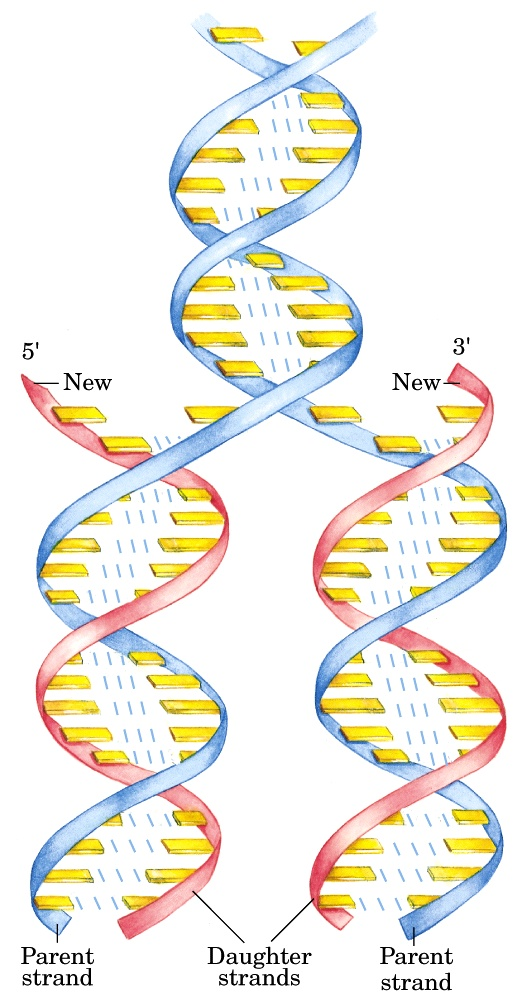 5'
New
3'
New
Parent
strand
Daughter
strands
Parent
strand